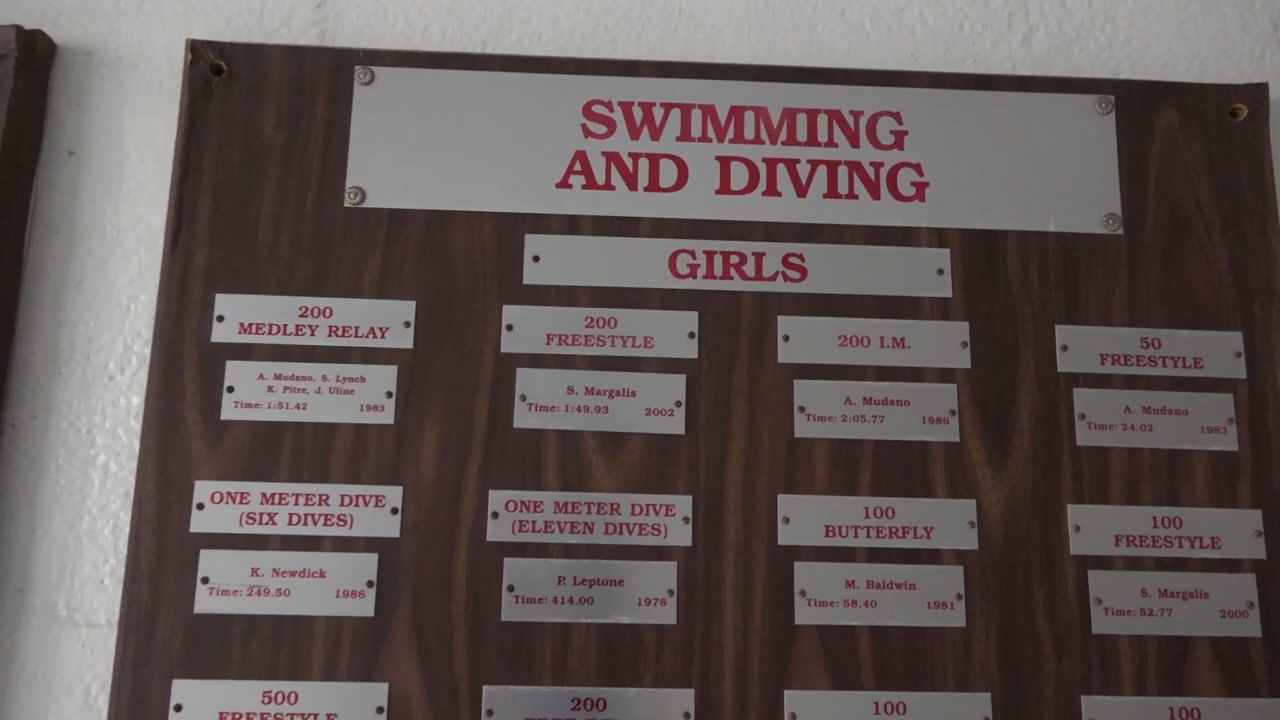 SWIMMING
AND DIVING
GIRLS
200
MEDLEY RELAY
A. Mudano, S. Lynch
K. Pitre, J. Uline
Time: 1:51.42 1983
200
FREESTYLE
S. Margalis
Time: 1:49.93 2002
200 I.M.
A. Mudano
Time: 2:05.77 1986
50
FREESTYLE
A. Mudano
Time: 24.02 1983
ONE METER DIVE
(SIX DIVES)
K. Newdick
Time: 249.50 1986
ONE METER DIVE
(ELEVEN DIVES)
P. Leptone
Time: 414.00 1978
100
BUTTERFLY
M. Baldwin
Time: 58.40 1981
100
FREESTYLE
S. Margalis
Time: 52.77 2000
500
FREESTYLE
200
100
100